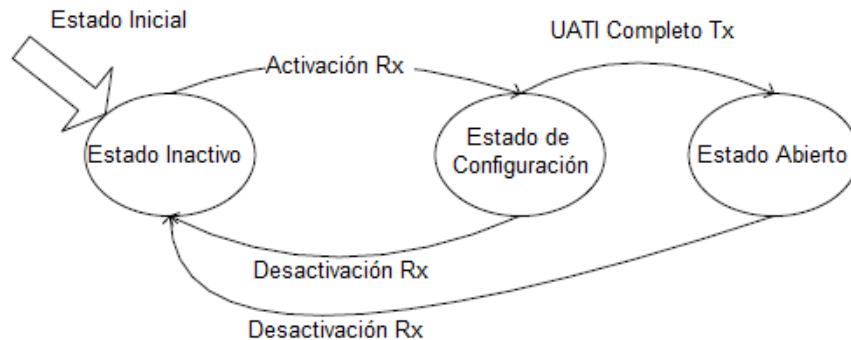 Estado Inicial
UATI Completo Tx
Activación Rx
Estado Inactivo
Estado de
Configuración
Estado Abierto
Desactivación Rx
Desactivación Rx